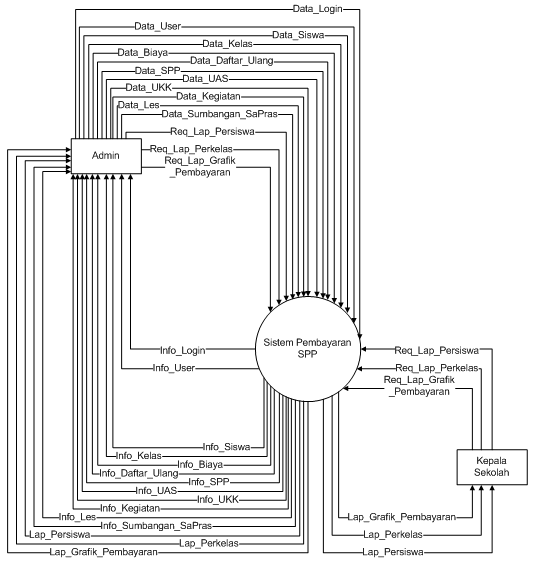 Data_Login
Data_User
Data_Siswa
Data_Kelas
Data_Biaya
Data_Daftar_Ulang
Data_SPP
Data_UAS
Data_UKK
Data_Kegiatan
Data_Les
Data_Sumbangan_SaPras
Req_Lap_Persiswa
Admin
Req_Lap_Perkelas
Req_Lap_Grafik
_Pembayaran
Sistem Pembayaran
SPP
Info_Login
Info_User
Req_Lap_Persiswa
Req_Lap_Perkelas
Req_Lap_Grafik
_Pembayaran
Info_Siswa
Info_Kelas
Info_Biaya
Info_Daftar_Ulang
Info_SPP
Info_UAS
Info_UKK
Info_Kegiatan
Info_Les
Info_Sumbangan_SaPras
Lap_Persiswa
Lap_Perkelas
Lap_Grafik_Pembayaran
Kepala
Sekolah
Lap_Grafik_Pembayaran
Lap_Perkelas
Lap_Persiswa